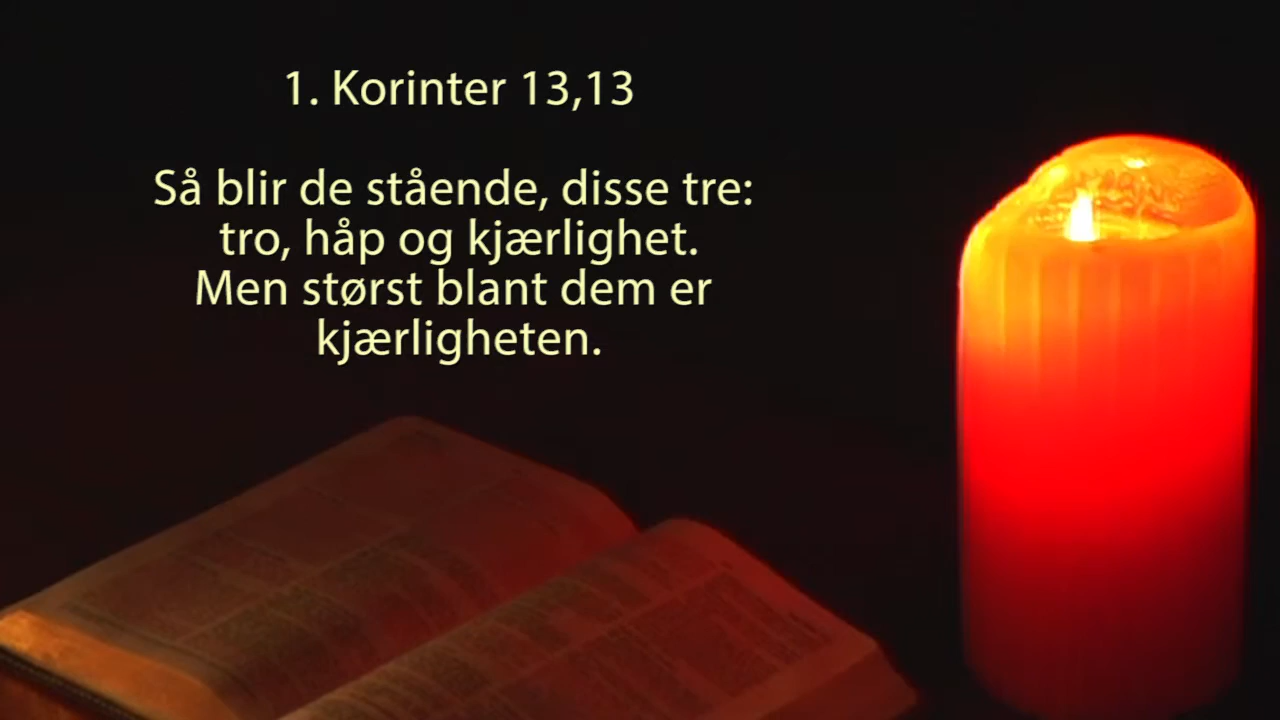 1. Korinter 13,13
Så blir de stående, disse tre:
tro, håp og kjærlighet.
Men størst blant dem er
kjærligheten.